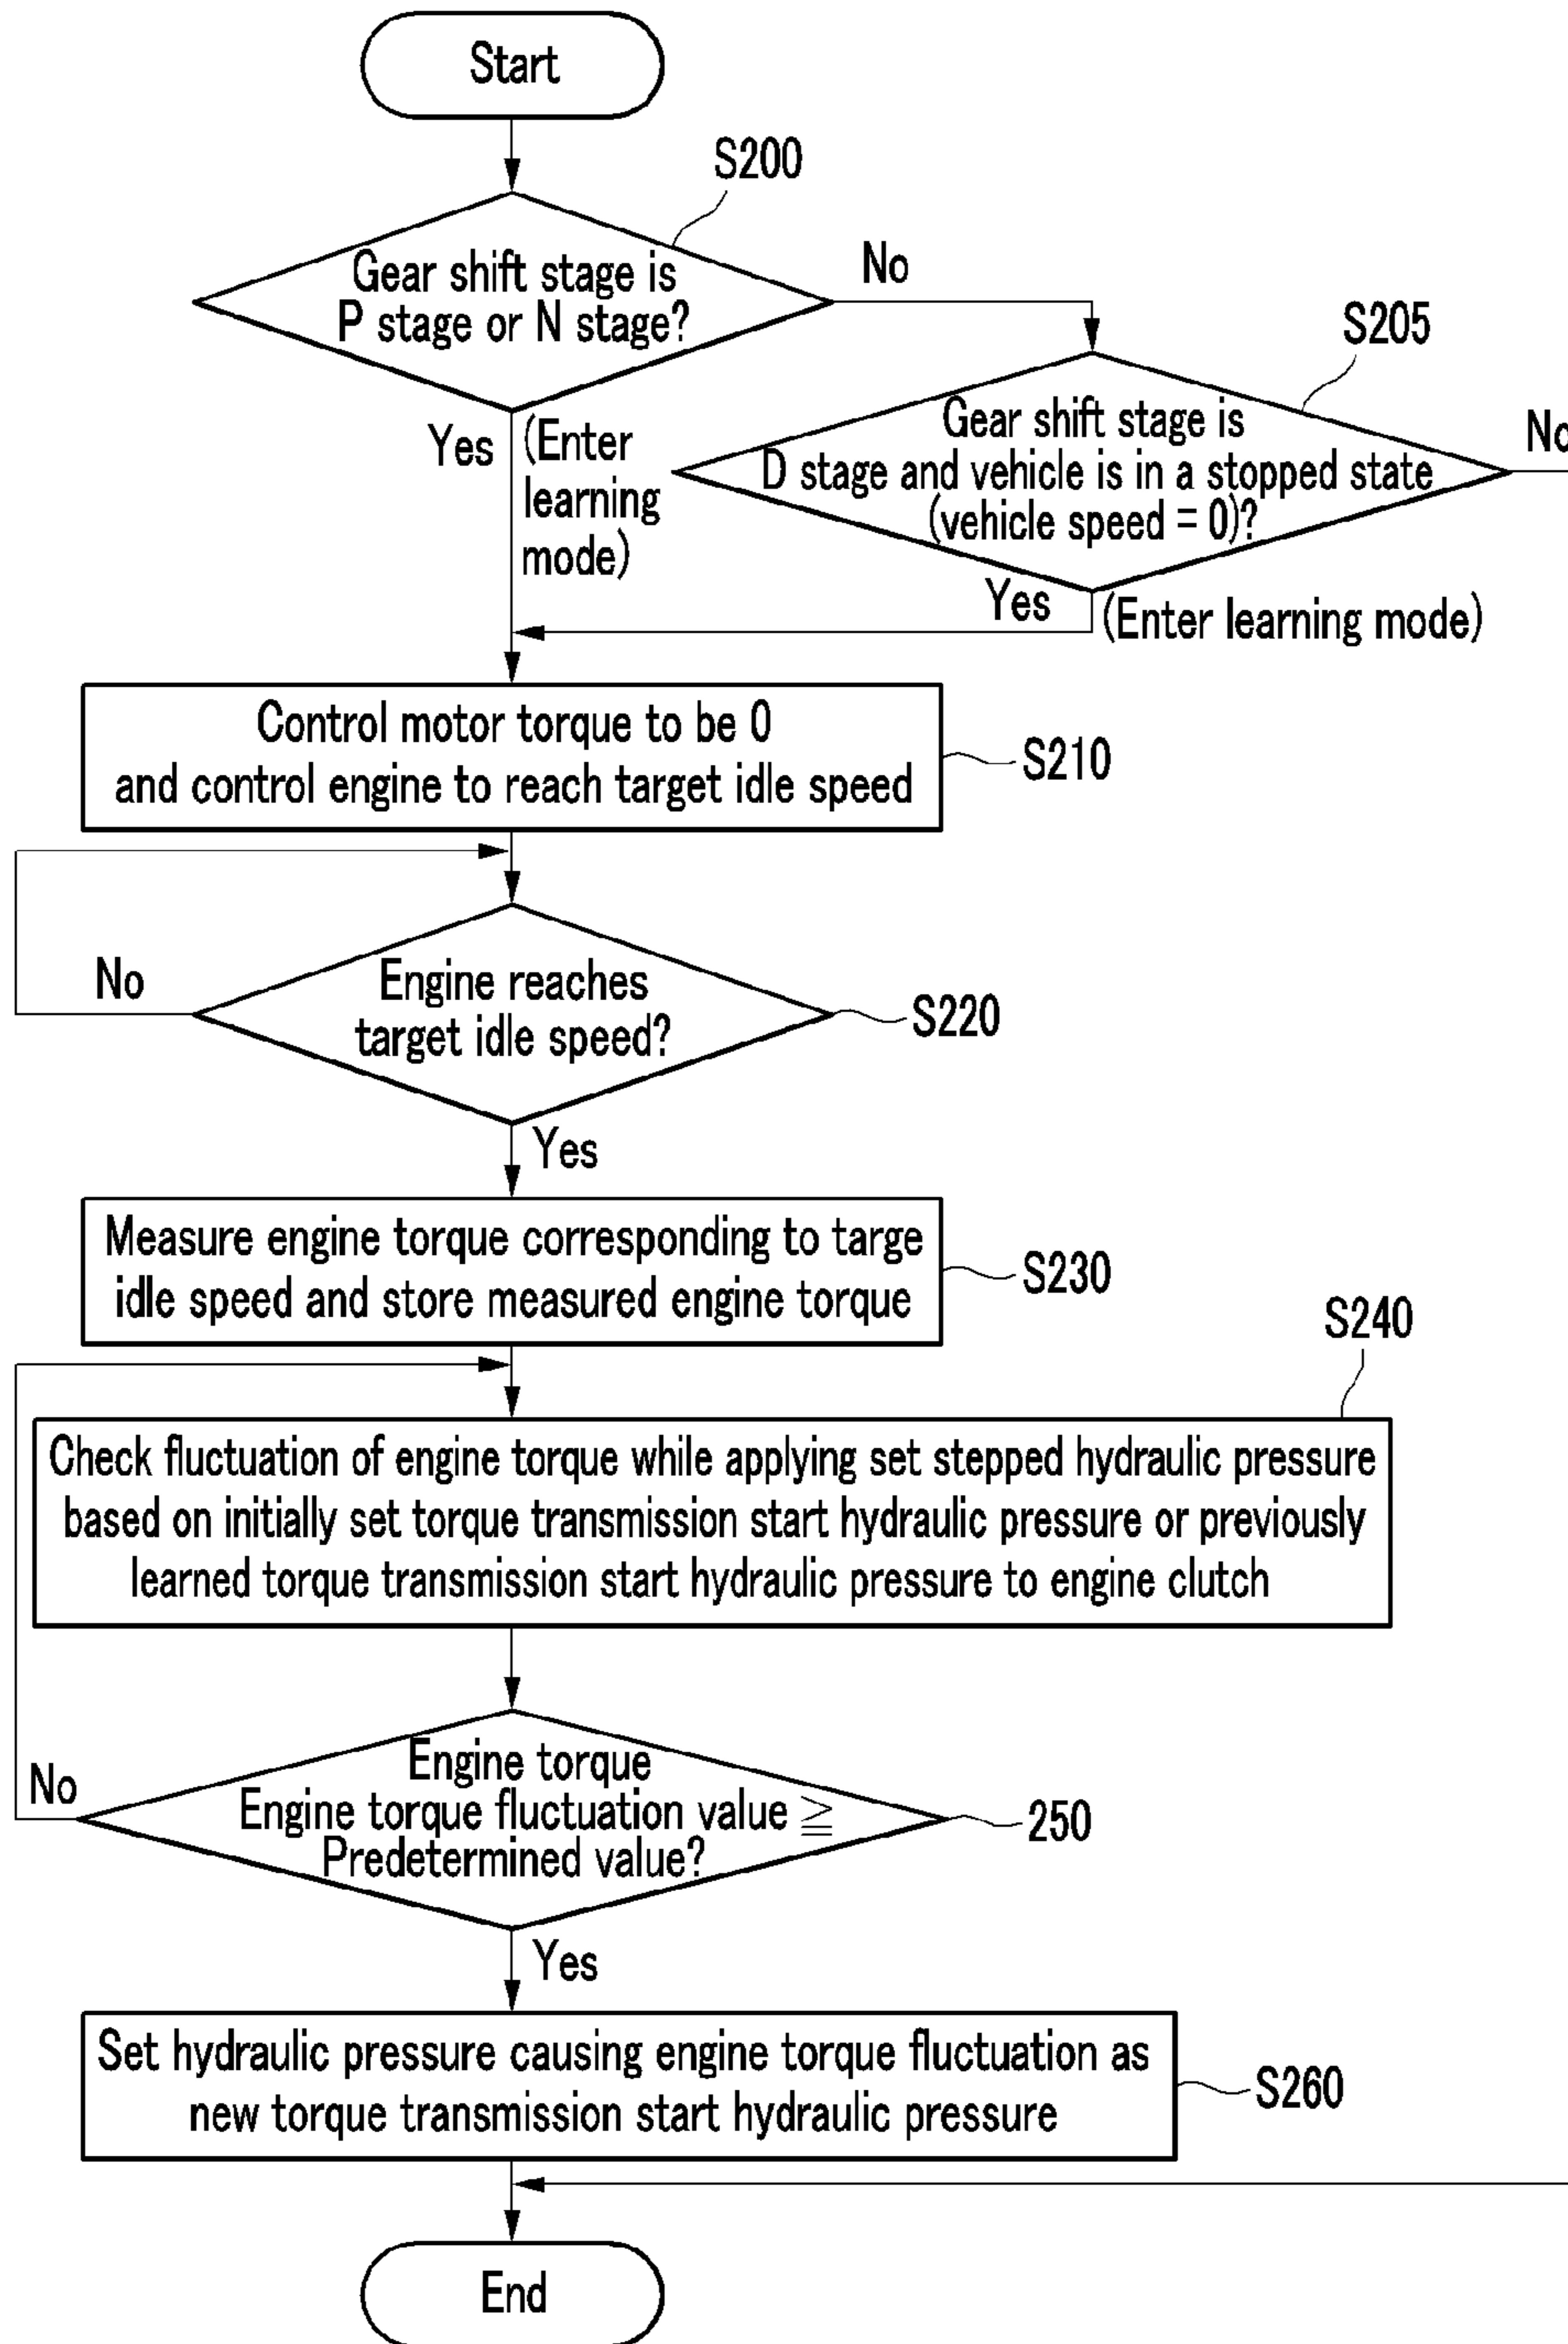 Start
S200
Gear shift stage is
P stage or N stage?
No
S205
Gear shift stage is
D stage and vehicle is in a stopped state
(vehicle speed = 0)?
No
Yes
(Enter
learning
mode)
Yes
(Enter learning mode)
Control motor torque to be 0
and control engine to reach target idle speed
S210
No
Engine reaches
target idle speed?
S220
Yes
Measure engine torque corresponding to targe
idle speed and store measured engine torque
S230
S240
Check fluctuation of engine torque while applying set stepped hydraulic pressure
based on initially set torque transmission start hydraulic pressure or previously
learned torque transmission start hydraulic pressure to engine clutch
No
Engine torque
Engine torque fluctuation value ≧
Predetermined value?
250
Yes
Set hydraulic pressure causing engine torque fluctuation as
new torque transmission start hydraulic pressure
S260
End